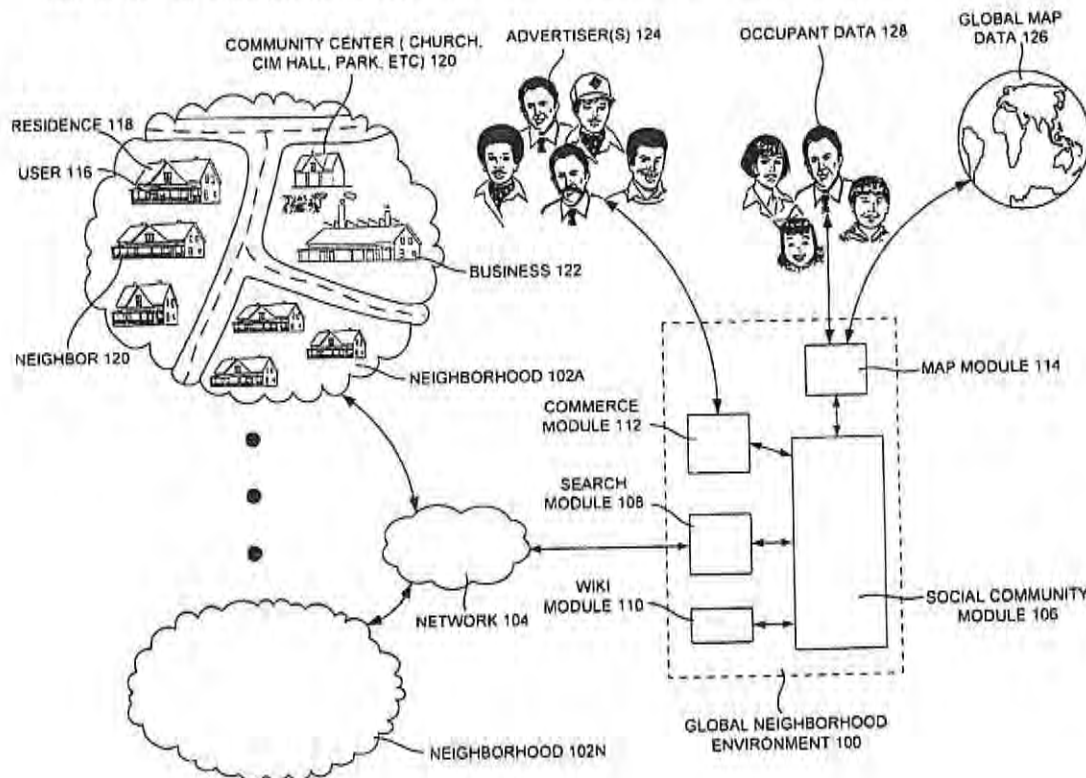 COMMUNITY CENTER ( CHURCH,
CIM HALL, PARK, ETC) 120
ADVERTISER(S) 124
OCCUPANT DATA 128
GLOBAL MAP
DATA 126
RESIDENCE 118
USER 116
BUSINESS 122
NEIGHBOR 120
NEIGHBORHOOD 102A
MAP MODULE 114
COMMERCE
MODULE 112
SEARCH
MODULE 108
WIKI
MODULE 110
SOCIAL COMMUNITY
MODULE 106
NETWORK 104
GLOBAL NEIGHBORHOOD
ENVIRONMENT 100
NEIGHBORHOOD 102N